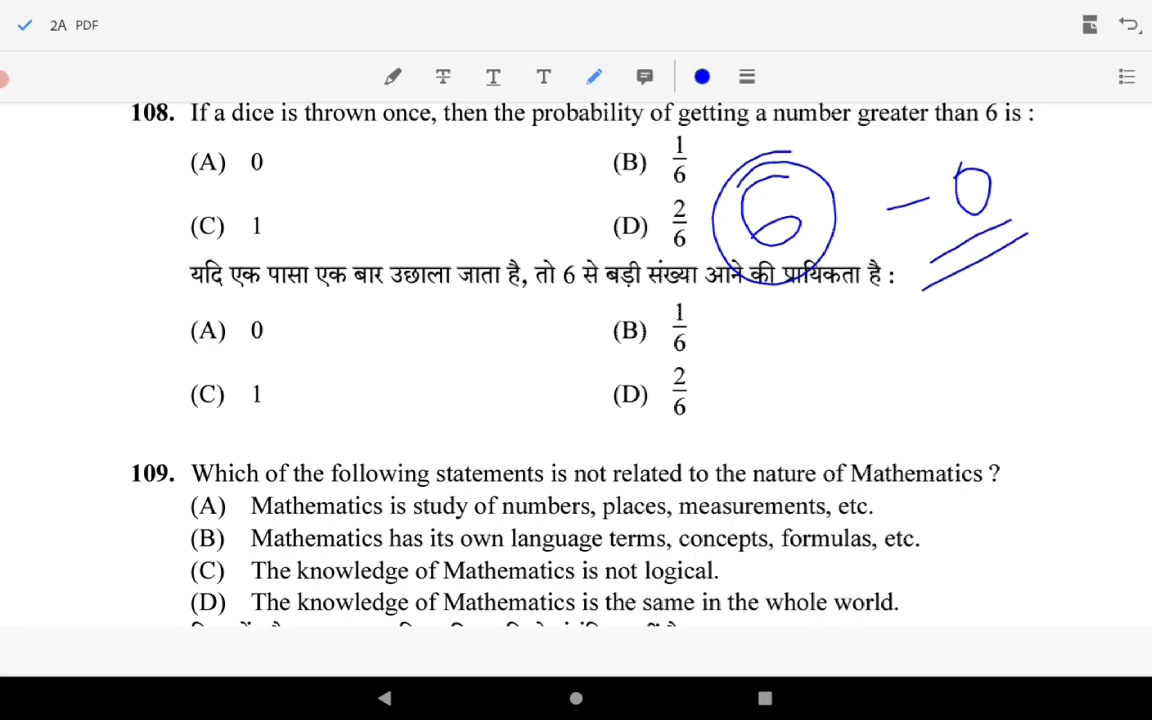 2A PDF
108. If a dice is thrown once, then the probability of getting a number greater than 6 is :
(A) 0 (B) 1/6
(C) 1 (D) 2/6
6 - 0
यदि एक पासा एक बार उछाला जाता है, तो 6 से बड़ी संख्या आने की प्रायिकता है :
(A) 0 (B) 1/6
(C) 1 (D) 2/6
109. Which of the following statements is not related to the nature of Mathematics ?
(A) Mathematics is study of numbers, places, measurements, etc.
(B) Mathematics has its own language terms, concepts, formulas, etc.
(C) The knowledge of Mathematics is not logical.
(D) The knowledge of Mathematics is the same in the whole world.